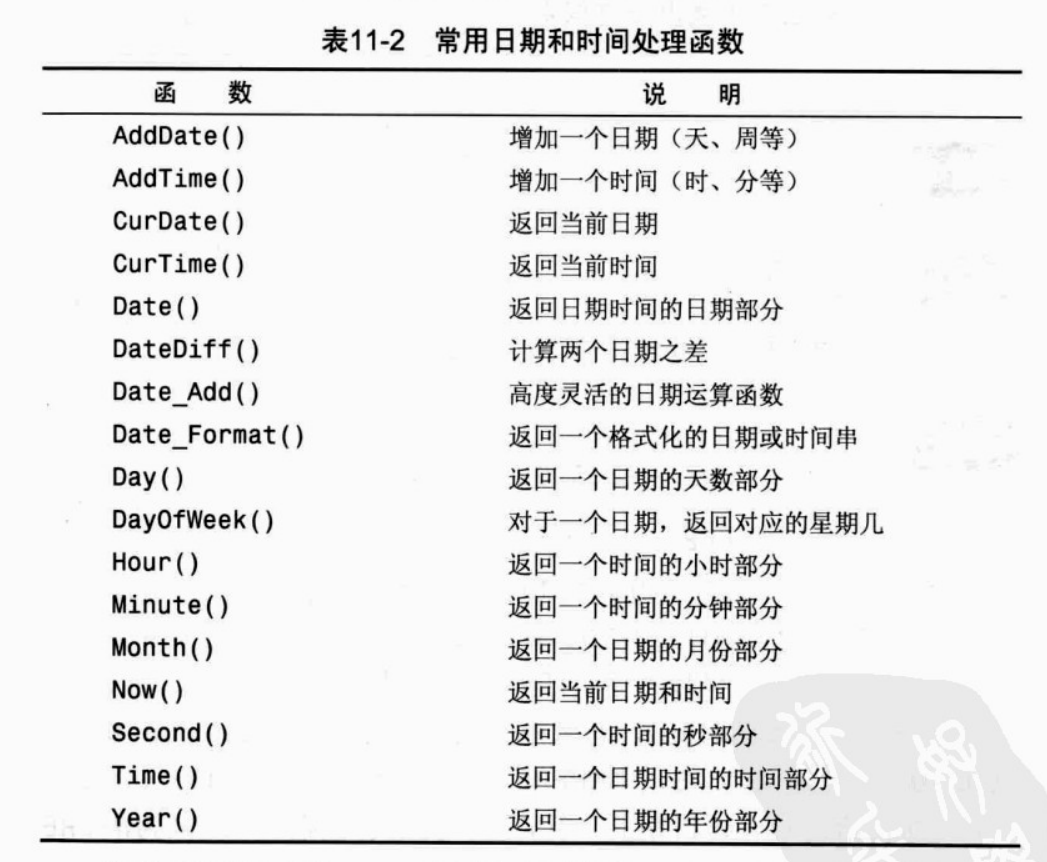 表11-2 常用日期和时间处理函数
函 数 说 明
AddDate() 增加一个日期（天、周等）
AddTime() 增加一个时间（时、分等）
CurDate() 返回当前日期
CurTime() 返回当前时间
Date() 返回日期时间的日期部分
DateDiff() 计算两个日期之差
Date_Add() 高度灵活的日期运算函数
Date_Format() 返回一个格式化的日期或时间串
Day() 返回一个日期的天数部分
DayOfWeek() 对于一个日期，返回对应的星期几
Hour() 返回一个时间的小时部分
Minute() 返回一个时间的分钟部分
Month() 返回一个日期的月份部分
Now() 返回当前日期和时间
Second() 返回一个时间的秒部分
Time() 返回一个日期时间的时间部分
Year() 返回一个日期的年份部分